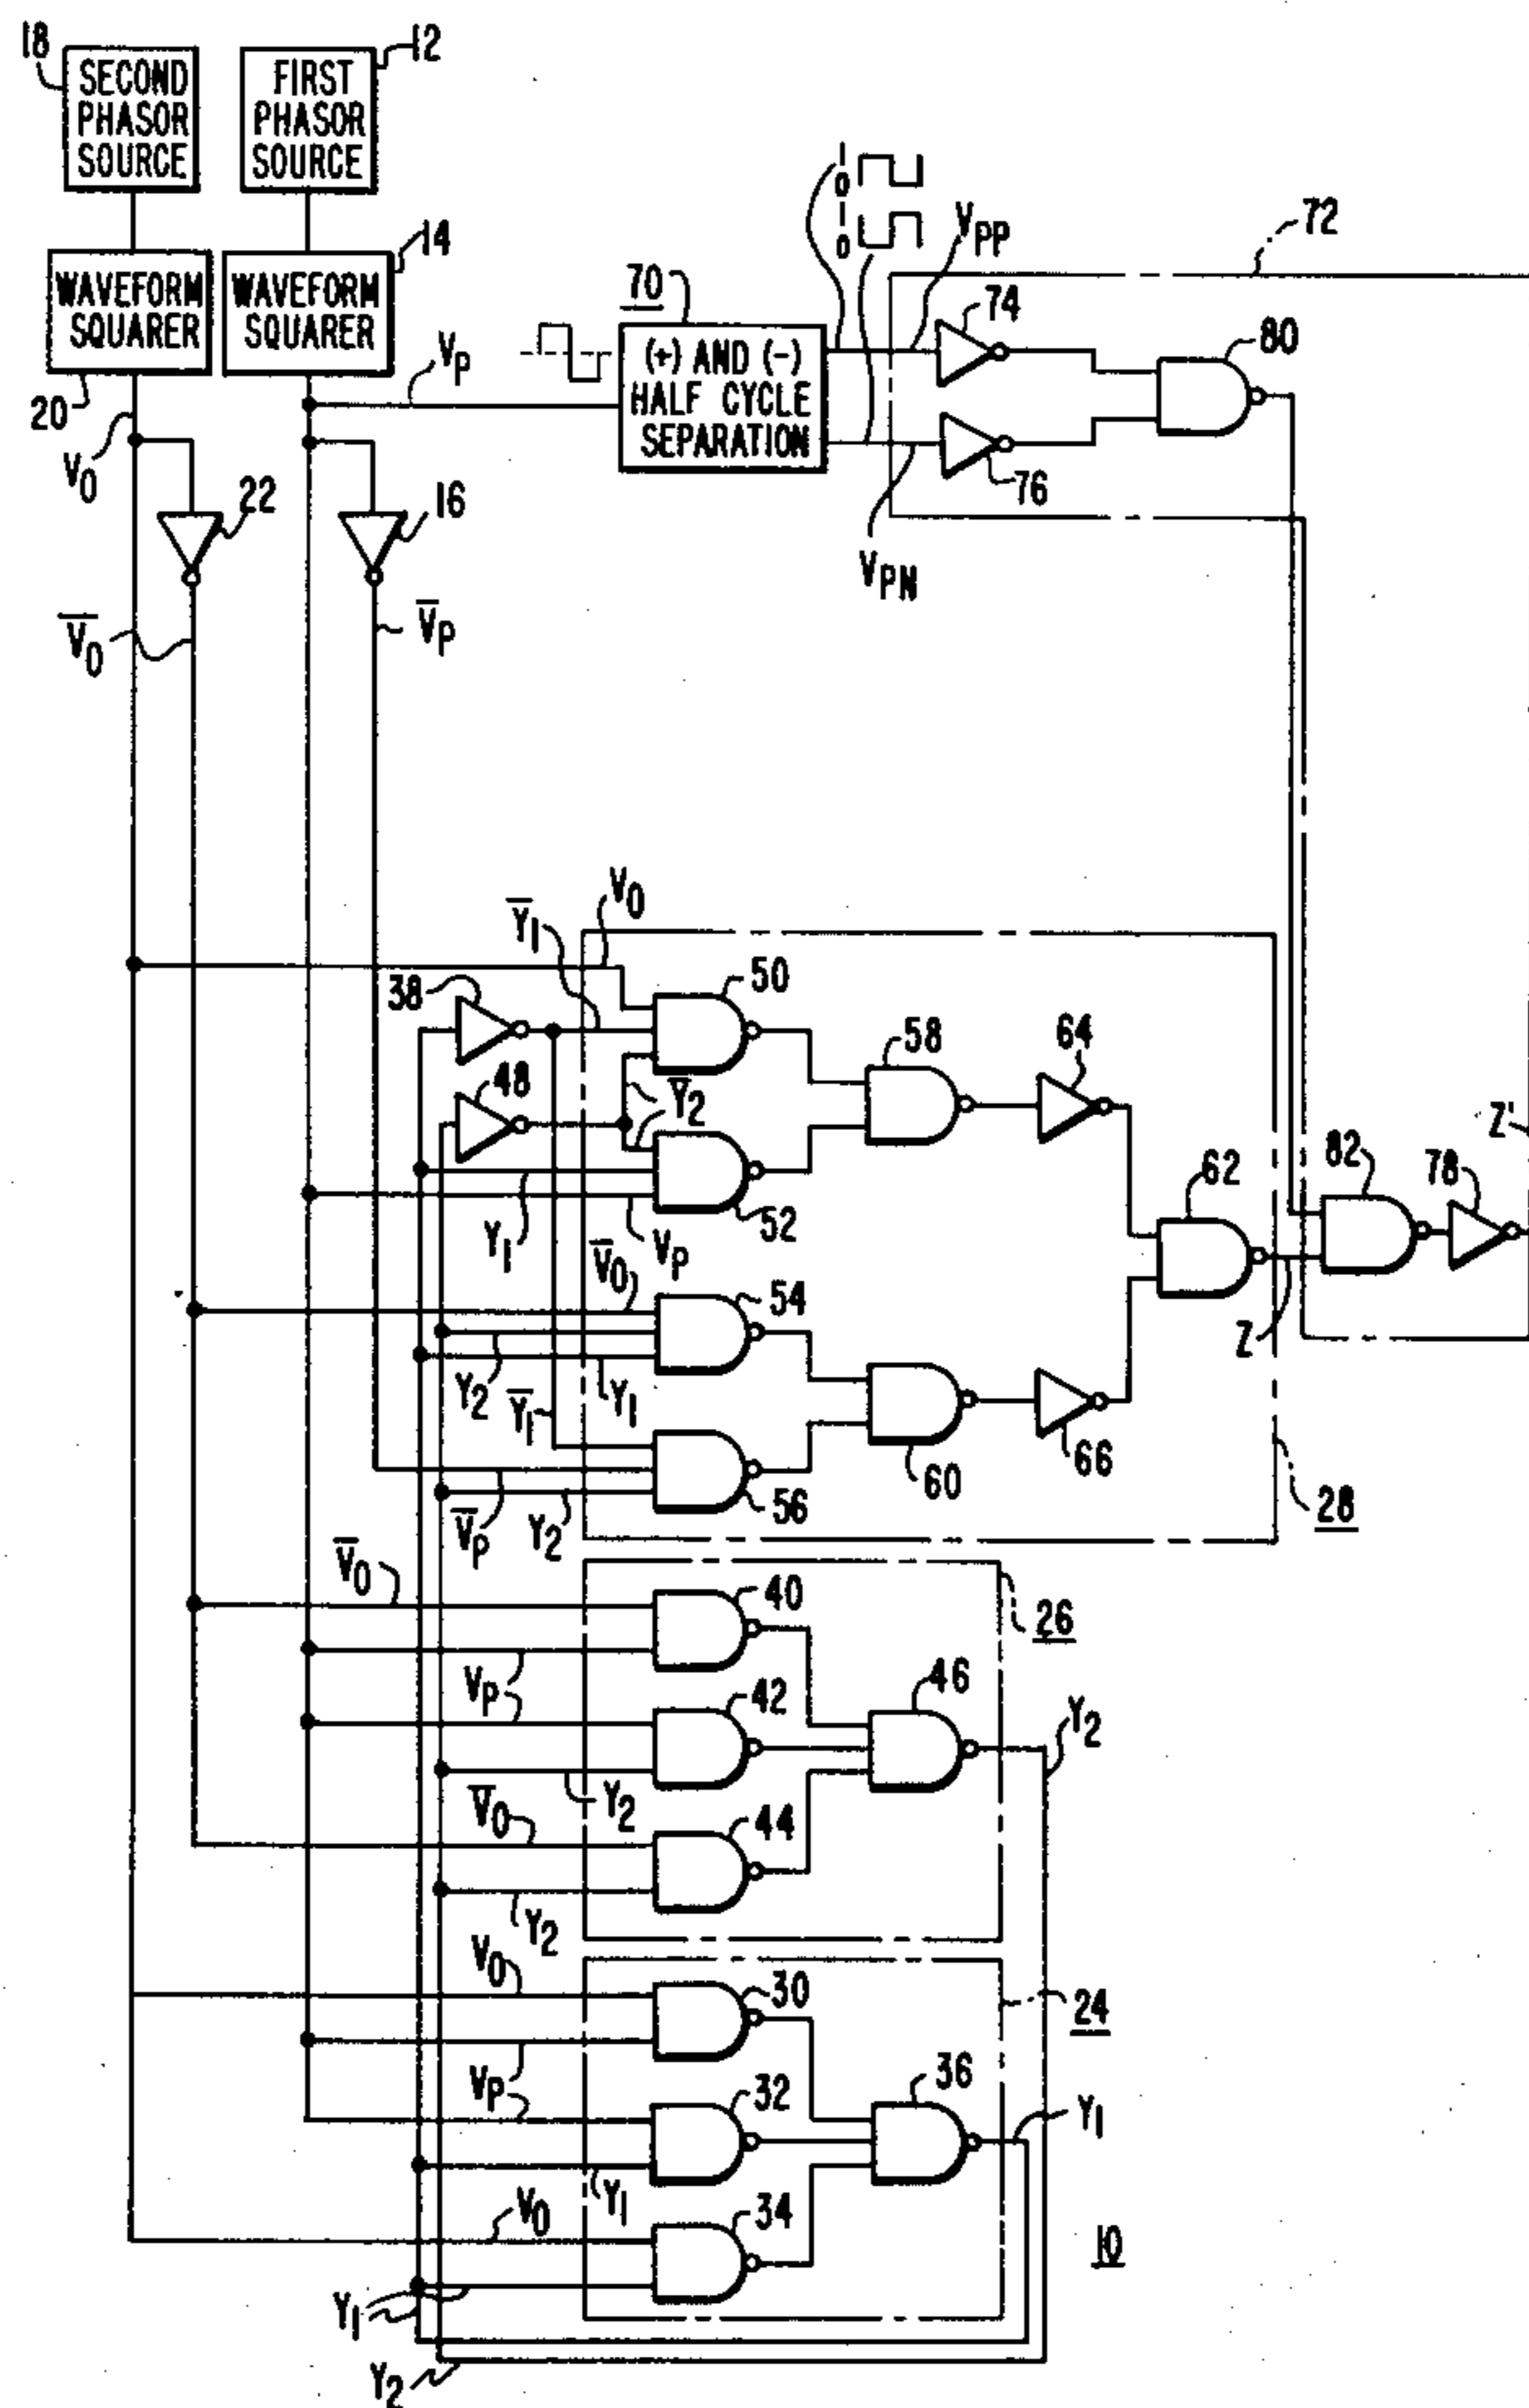 18
SECOND
PHASOR
SOURCE
12
FIRST
PHASOR
SOURCE
WAVEFORM
SQUARER
14
WAVEFORM
SQUARER
20
V0
22
16
V̅0
V̅P
VP
70
(+) AND (-)
HALF CYCLE
SEPARATION
1
0
1
0
VPP
VPN
72
74
76
80
V0
Y̅1
38
48
50
Y̅2
52
Y1
VP
V̅0
54
Y2
Y1
Y̅1
56
V̅P
Y2
58
64
60
66
62
Z
82
78
Z'
28
V̅0
40
26
VP
42
46
Y2
Y2
V̅0
44
Y2
V0
30
24
VP
32
36
Y1
Y1
V0
34
10
Y1
Y2